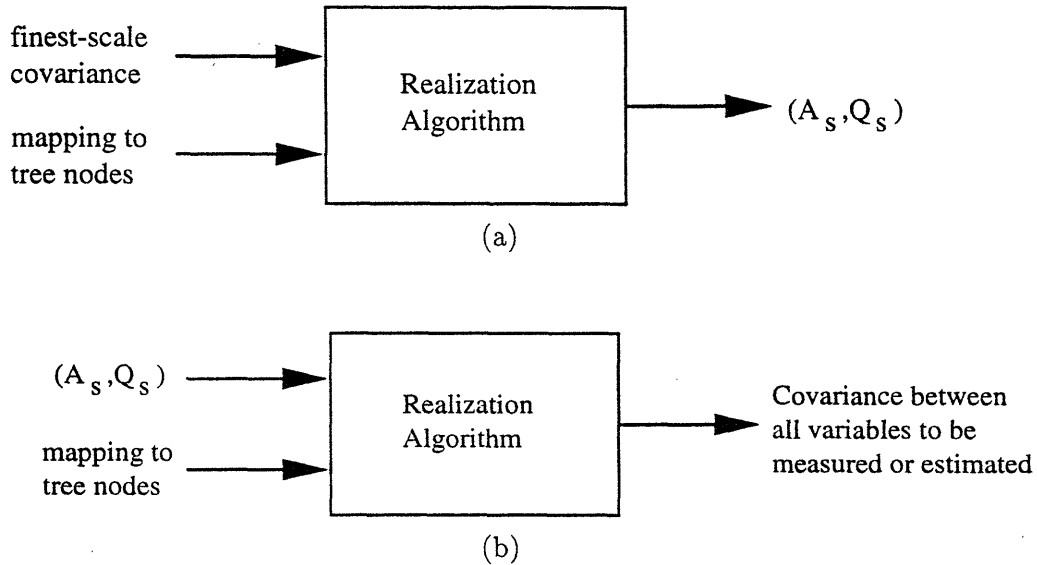 finest-scale
covariance
mapping to
tree nodes
Realization
Algorithm
(A_s,Q_s)
(a)
(A_s,Q_s)
mapping to
tree nodes
Realization
Algorithm
Covariance between
all variables to be
measured or estimated
(b)